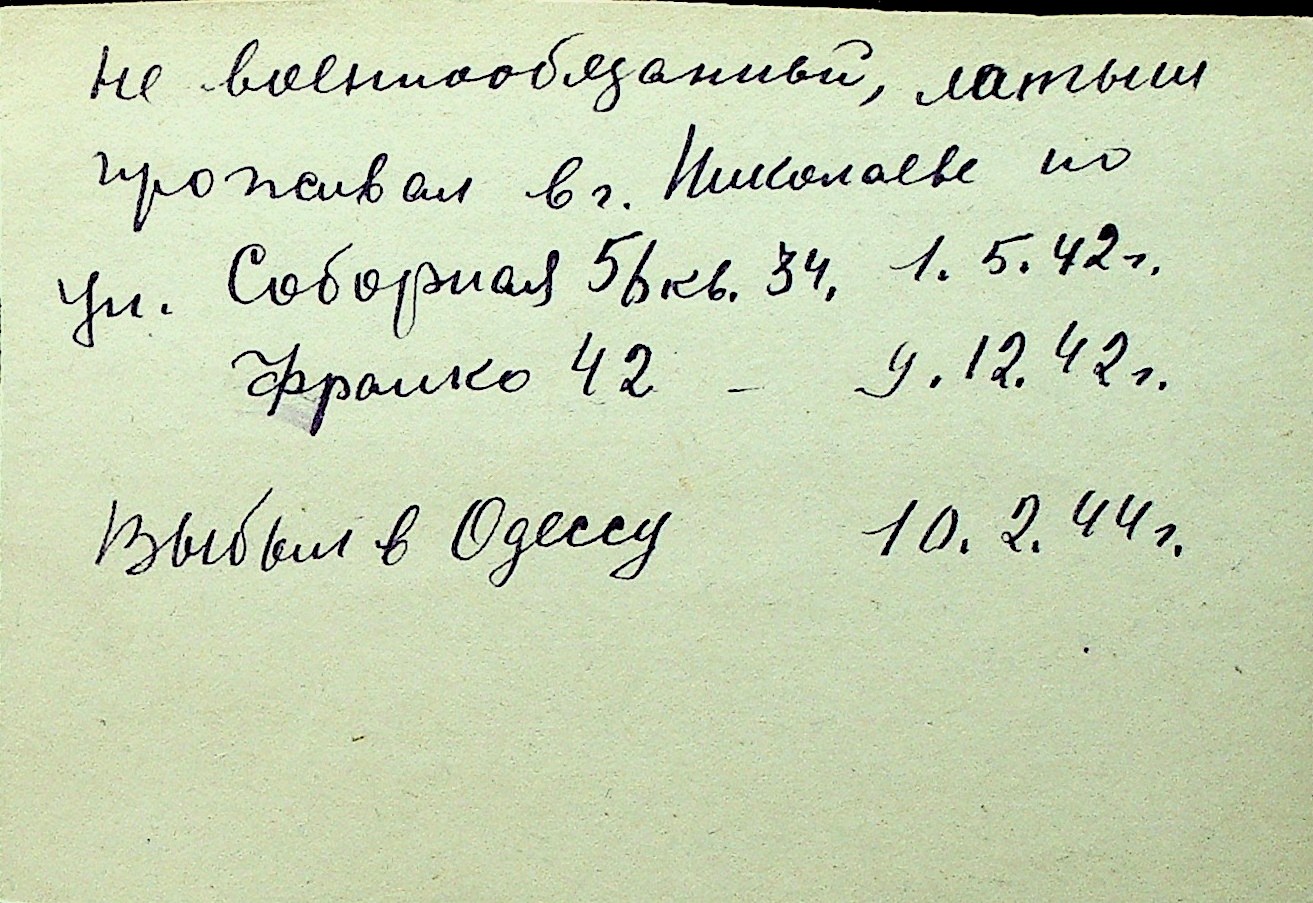 не военнообязанный, латыш
проживал в г. Николаеве по
ул. Соборная 5/ кв. 34. 1. 5. 42 г.
Франко 42 – 9. 12. 42 г.
Выбыл в Одессу 10. 2. 44 г.